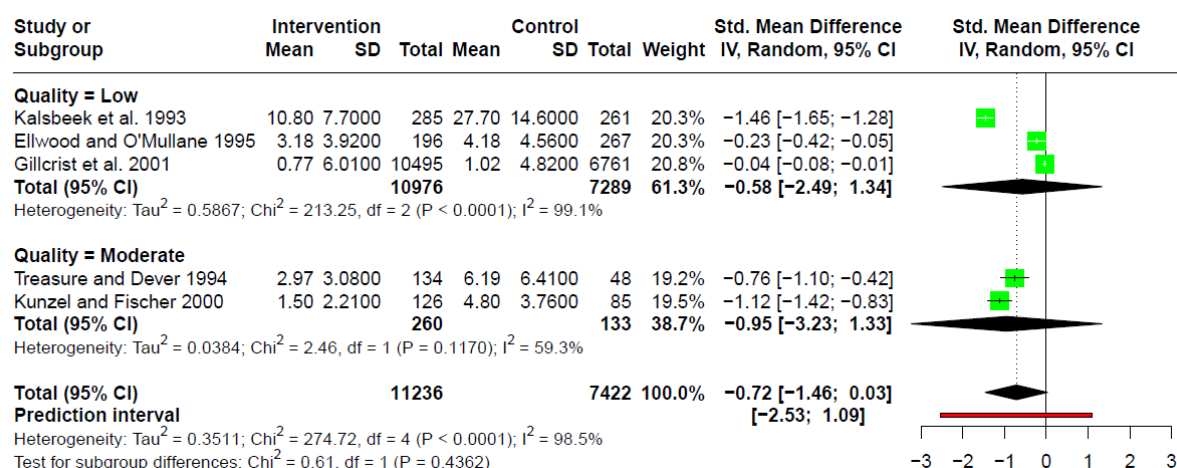 Study or Intervention Control Std. Mean Difference Std. Mean Difference
Subgroup Mean SD Total Mean SD Total Weight IV, Random, 95% CI IV, Random, 95% CI
Quality = Low
Kalsbeek et al. 1993 10.80 7.7000 285 27.70 14.6000 261 20.3% −1.46 [−1.65; −1.28]
Ellwood and O'Mullane 1995 3.18 3.9200 196 4.18 4.5600 267 20.3% −0.23 [−0.42; −0.05]
Gillcrist et al. 2001 0.77 6.0100 10495 1.02 4.8200 6761 20.8% −0.04 [−0.08; −0.01]
Total (95% CI) 10976 7289 61.3% −0.58 [−2.49; 1.34]
Heterogeneity: Tau² = 0.5867; Chi² = 213.25, df = 2 (P < 0.0001); I² = 99.1%
Quality = Moderate
Treasure and Dever 1994 2.97 3.0800 134 6.19 6.4100 48 19.2% −0.76 [−1.10; −0.42]
Kunzel and Fischer 2000 1.50 2.2100 126 4.80 3.7600 85 19.5% −1.12 [−1.42; −0.83]
Total (95% CI) 260 133 38.7% −0.95 [−3.23; 1.33]
Heterogeneity: Tau² = 0.0384; Chi² = 2.46, df = 1 (P = 0.1170); I² = 59.3%
Total (95% CI) 11236 7422 100.0% −0.72 [−1.46; 0.03]
Prediction interval [−2.53; 1.09]
Heterogeneity: Tau² = 0.3511; Chi² = 274.72, df = 4 (P < 0.0001); I² = 98.5%
Test for subgroup differences: Chi² = 0.61, df = 1 (P = 0.4362)
−3 −2 −1 0 1 2 3